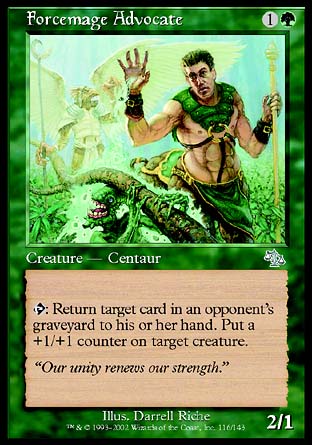 Forcemage Advocate 1
Creature — Centaur
: Return target card in an opponent's
graveyard to his or her hand. Put a
+1/+1 counter on target creature.
"Our unity renews our strength."
Illus. Darrell Riche
™ & © 1993–2002 Wizards of the Coast, Inc. 116/143
2/1